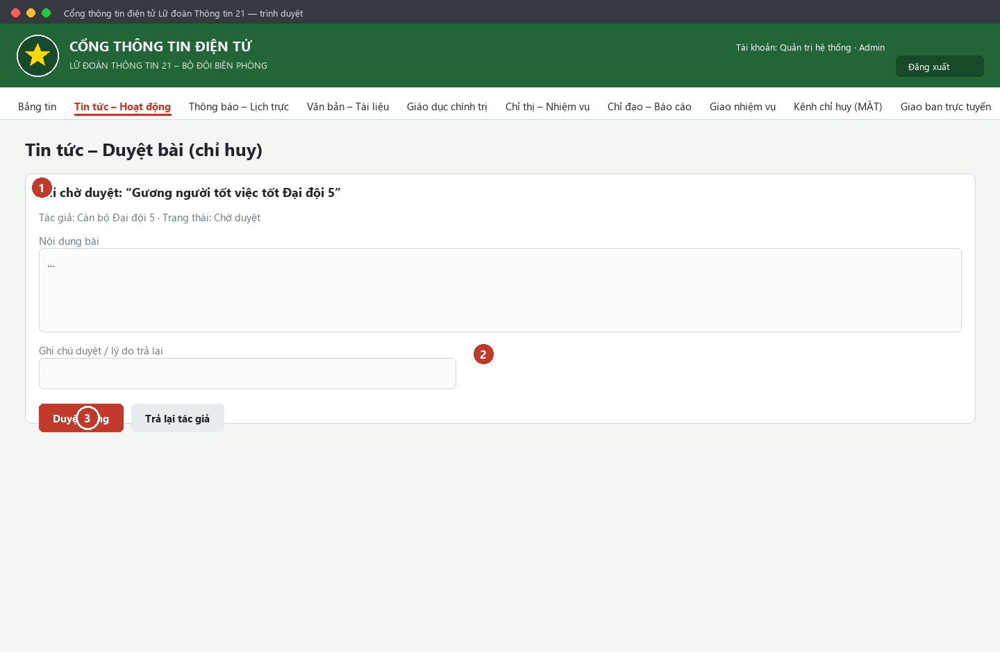 Cổng thông tin điện tử Lữ đoàn Thông tin 21 — trình duyệt
CỔNG THÔNG TIN ĐIỆN TỬ
LỮ ĐOÀN THÔNG TIN 21 – BỘ ĐỘI BIÊN PHÒNG
Tài khoản: Quản trị hệ thống · Admin
Đăng xuất
Bảng tin Tin tức – Hoạt động Thông báo – Lịch trực Văn bản – Tài liệu Giáo dục chính trị Chỉ thị – Nhiệm vụ Chỉ đạo – Báo cáo Giao nhiệm vụ Kênh chỉ huy (MẬT) Giao ban trực tuyến
Tin tức – Duyệt bài (chỉ huy)
1
chờ duyệt: “Gương người tốt việc tốt Đại đội 5”
Tác giả: Cán bộ Đại đội 5 · Trạng thái: Chờ duyệt
Nội dung bài
...
Ghi chú duyệt / lý do trả lại
2
3
Trả lại tác giả